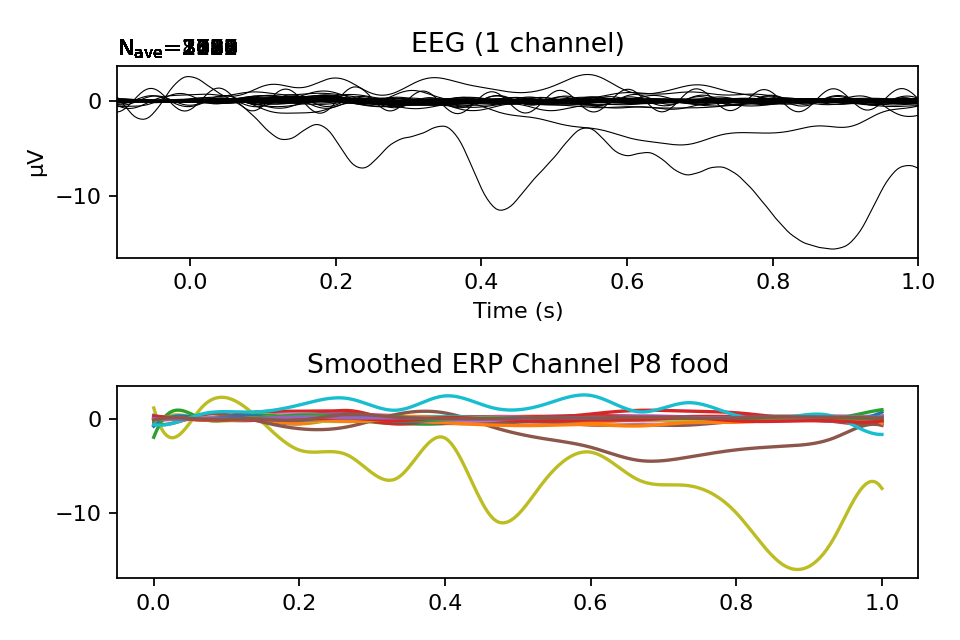 N_ave=
EEG (1 channel)
0
−10
μV
0.0 0.2 0.4 0.6 0.8 1.0
Time (s)
Smoothed ERP Channel P8 food
0
−10
0.0 0.2 0.4 0.6 0.8 1.0